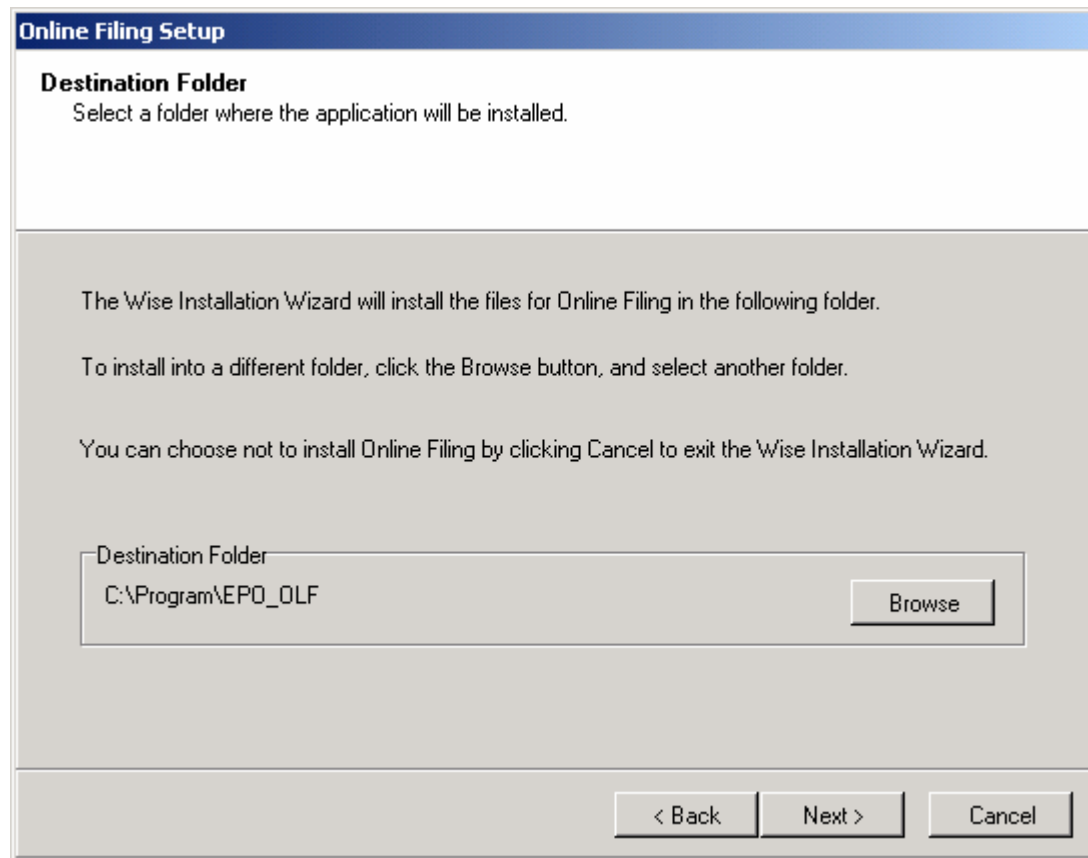 Online Filing Setup
Destination Folder
Select a folder where the application will be installed.
The Wise Installation Wizard will install the files for Online Filing in the following folder.
To install into a different folder, click the Browse button, and select another folder.
You can choose not to install Online Filing by clicking Cancel to exit the Wise Installation Wizard.
Destination Folder
C:\Program\EPO_OLF
Browse
< Back
Next >
Cancel